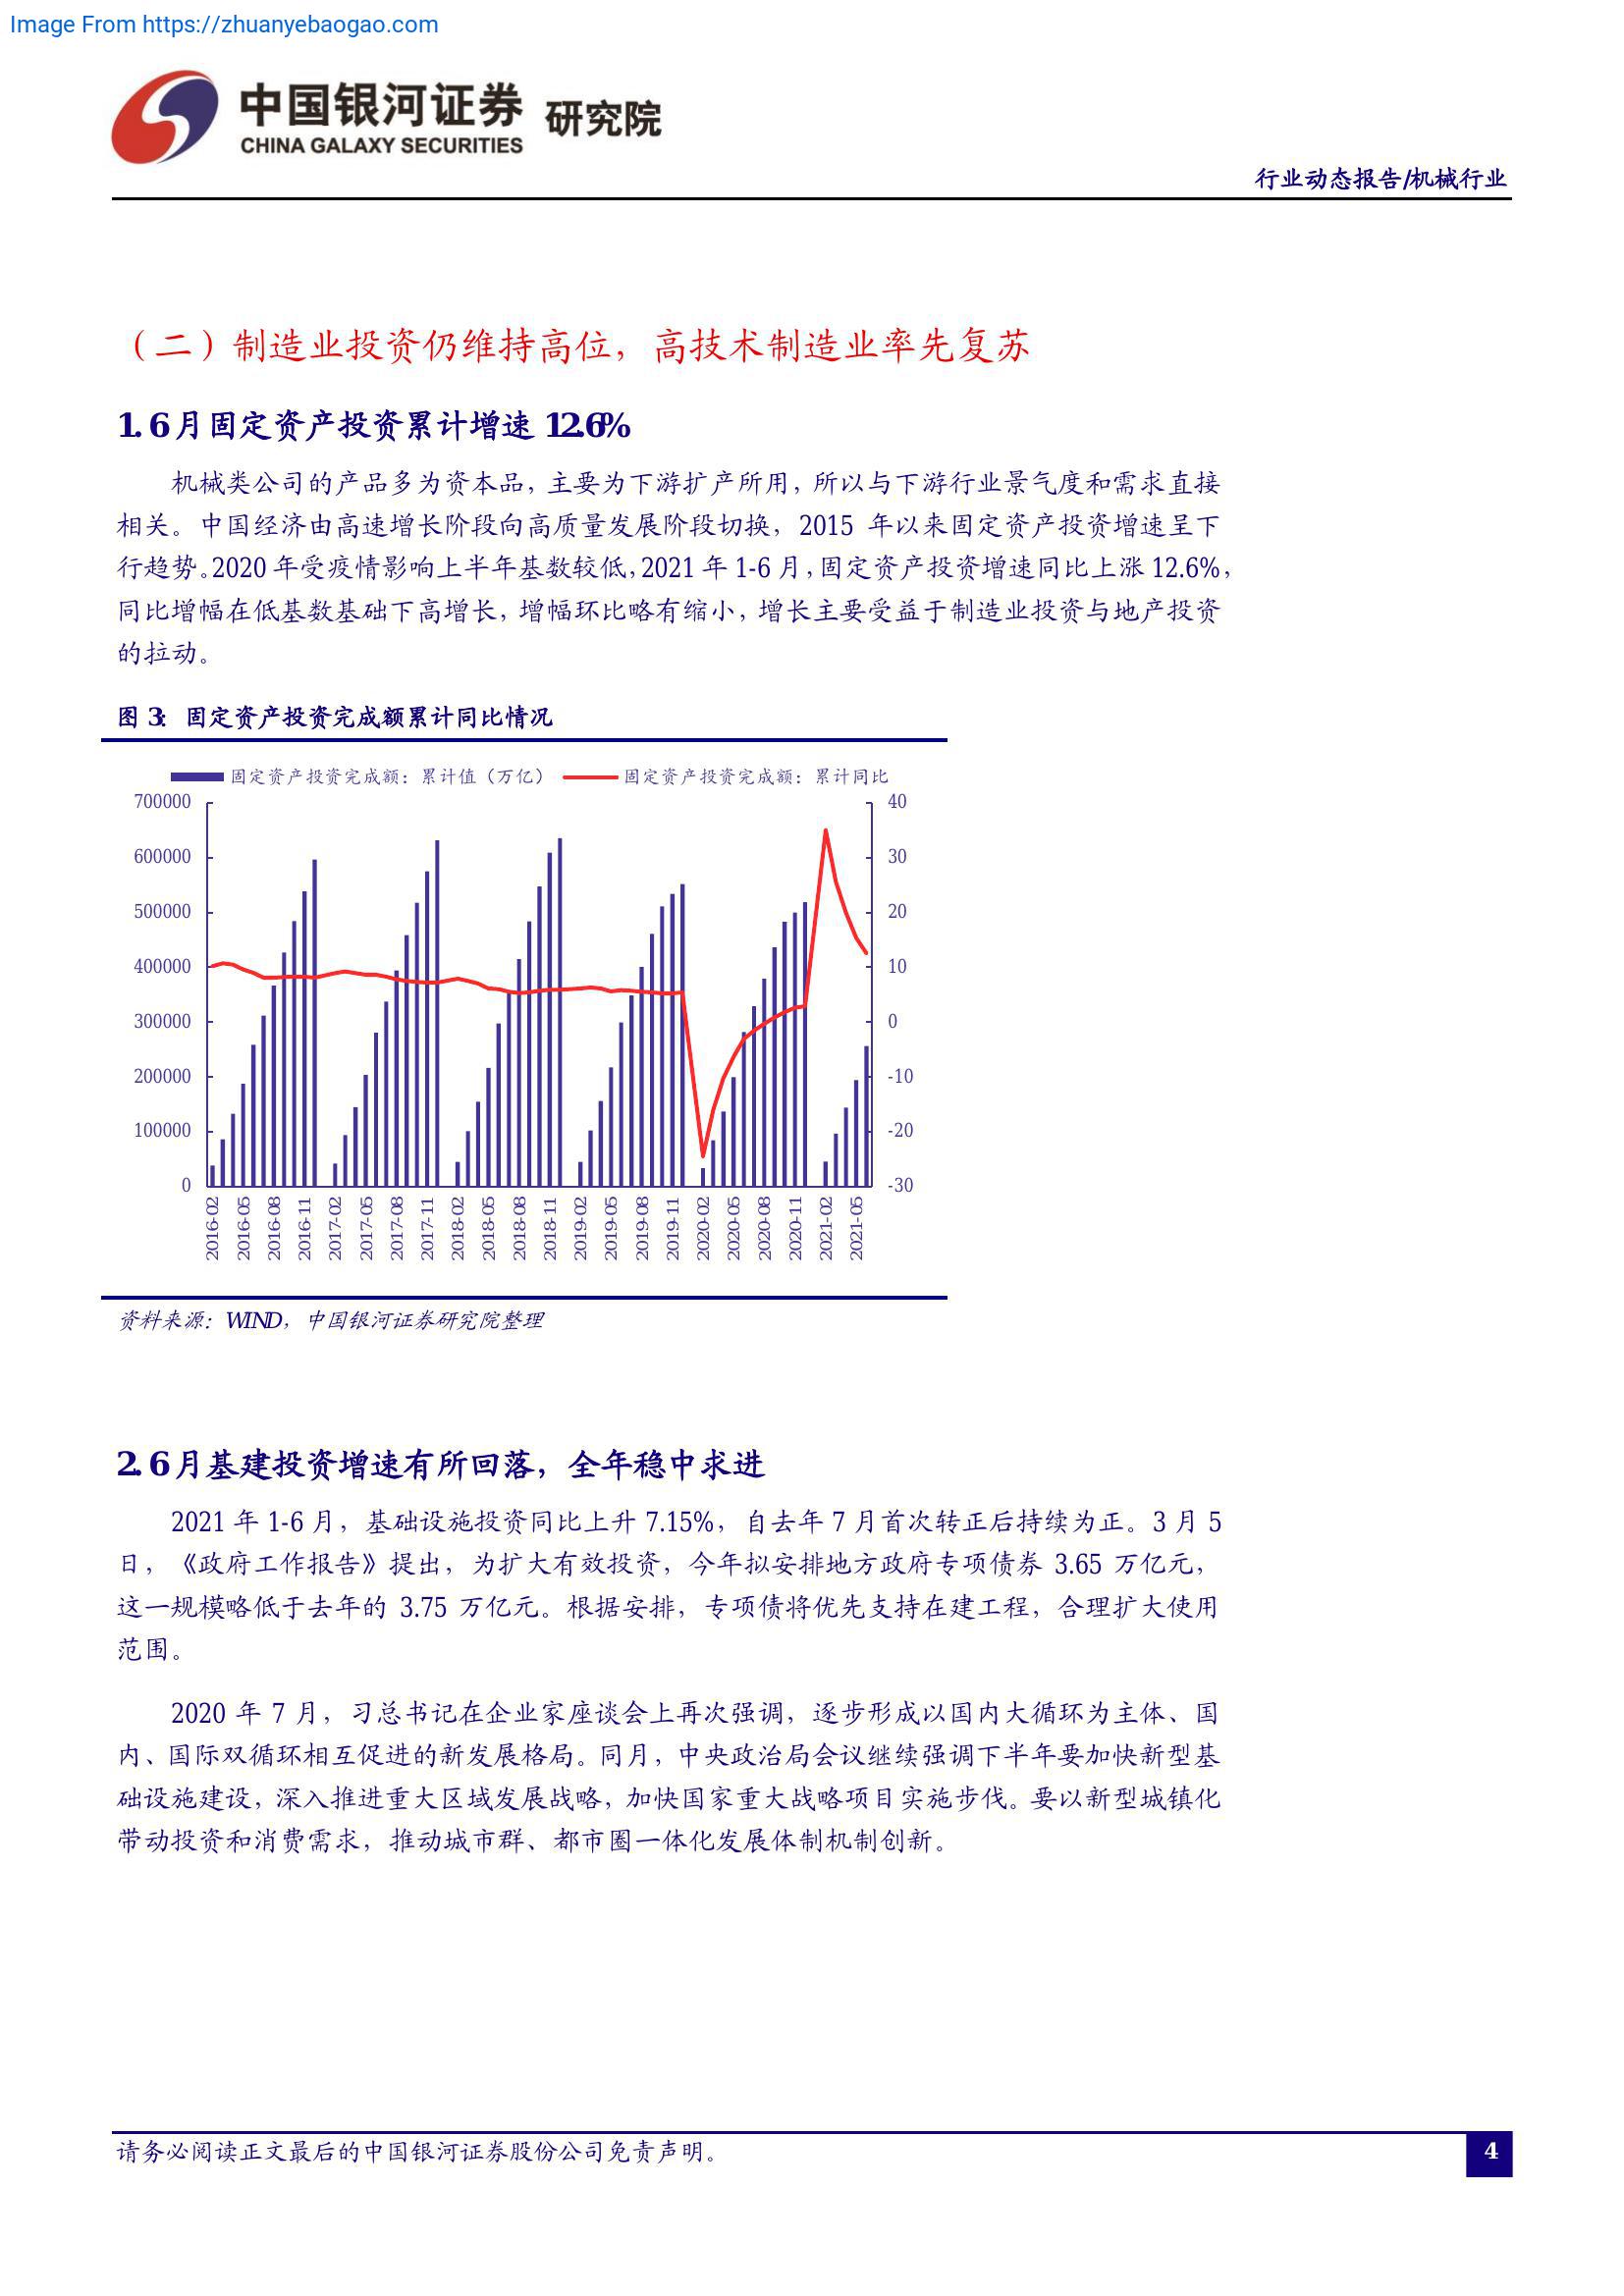 Image From https://zhuanyebaogao.com
中国银河证券 研究院
CHINA GALAXY SECURITIES
行业动态报告/机械行业
（二）制造业投资仍维持高位，高技术制造业率先复苏
1. 6 月固定资产投资累计增速 12.6%
机械类公司的产品多为资本品，主要为下游扩产所用，所以与下游行业景气度和需求直接
相关。中国经济由高速增长阶段向高质量发展阶段切换，2015 年以来固定资产投资增速呈下
行趋势。2020 年受疫情影响上半年基数较低，2021 年 1-6 月，固定资产投资增速同比上涨 12.6%，
同比增幅在低基数基础下高增长，增幅环比略有缩小，增长主要受益于制造业投资与地产投资
的拉动。
图 3： 固定资产投资完成额累计同比情况
固定资产投资完成额：累计值（万亿） 固定资产投资完成额：累计同比
700000 40
600000 30
500000 20
400000 10
300000 0
200000 -10
100000 -20
0 -30
2016-02 2016-05 2016-08 2016-11 2017-02 2017-05 2017-08 2017-11 2018-02 2018-05 2018-08 2018-11 2019-02 2019-05 2019-08 2019-11 2020-02 2020-05 2020-08 2020-11 2021-02 2021-05
资料来源：WIND，中国银河证券研究院整理
2. 6 月基建投资增速有所回落，全年稳中求进
2021 年 1-6 月，基础设施投资同比上升 7.15%，自去年 7 月首次转正后持续为正。3 月 5
日，《政府工作报告》提出，为扩大有效投资，今年拟安排地方政府专项债券 3.65 万亿元，
这一规模略低于去年的 3.75 万亿元。根据安排，专项债将优先支持在建工程，合理扩大使用
范围。
2020 年 7 月，习总书记在企业家座谈会上再次强调，逐步形成以国内大循环为主体、国
内、国际双循环相互促进的新发展格局。同月，中央政治局会议继续强调下半年要加快新型基
础设施建设，深入推进重大区域发展战略，加快国家重大战略项目实施步伐。要以新型城镇化
带动投资和消费需求，推动城市群、都市圈一体化发展体制机制创新。
请务必阅读正文最后的中国银河证券股份公司免责声明。
4